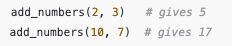 add_numbers(2, 3)   # gives 5
add_numbers(10, 7)  # gives 17